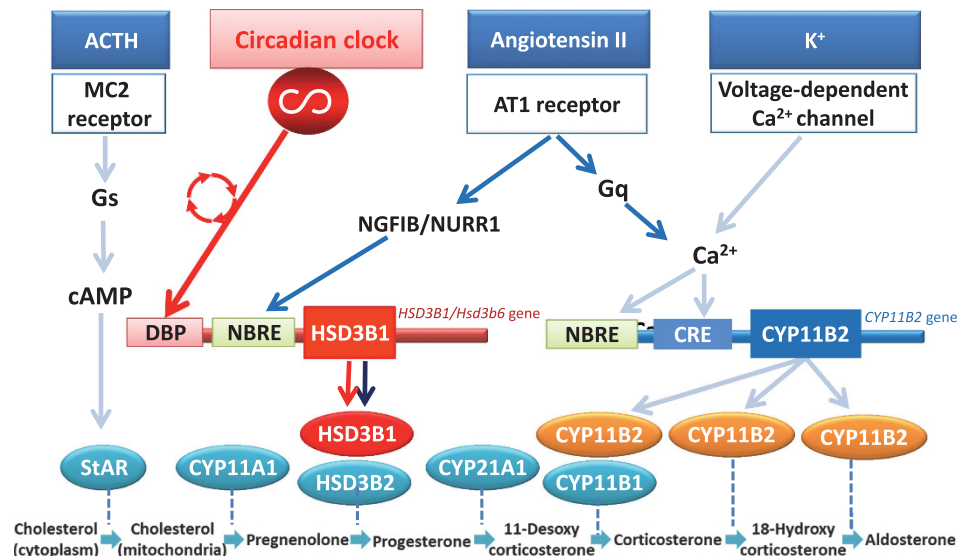 ACTH
Circadian clock
Angiotensin II
K⁺
MC2
receptor
AT1 receptor
Voltage-dependent
Ca²⁺ channel
Gs
NGFIB/NURR1
Gq
Ca²⁺
cAMP
HSD3B1/Hsd3b6 gene
CYP11B2 gene
DBP
NBRE
HSD3B1
NBRE
CRE
CYP11B2
HSD3B1
CYP11B2
CYP11B2
CYP11B2
StAR
CYP11A1
HSD3B2
CYP21A1
CYP11B1
Cholesterol
(cytoplasm)
Cholesterol
(mitochondria)
Pregnenolone
Progesterone
11-Desoxy
corticosterone
Corticosterone
18-Hydroxy
corticosterone
Aldosterone